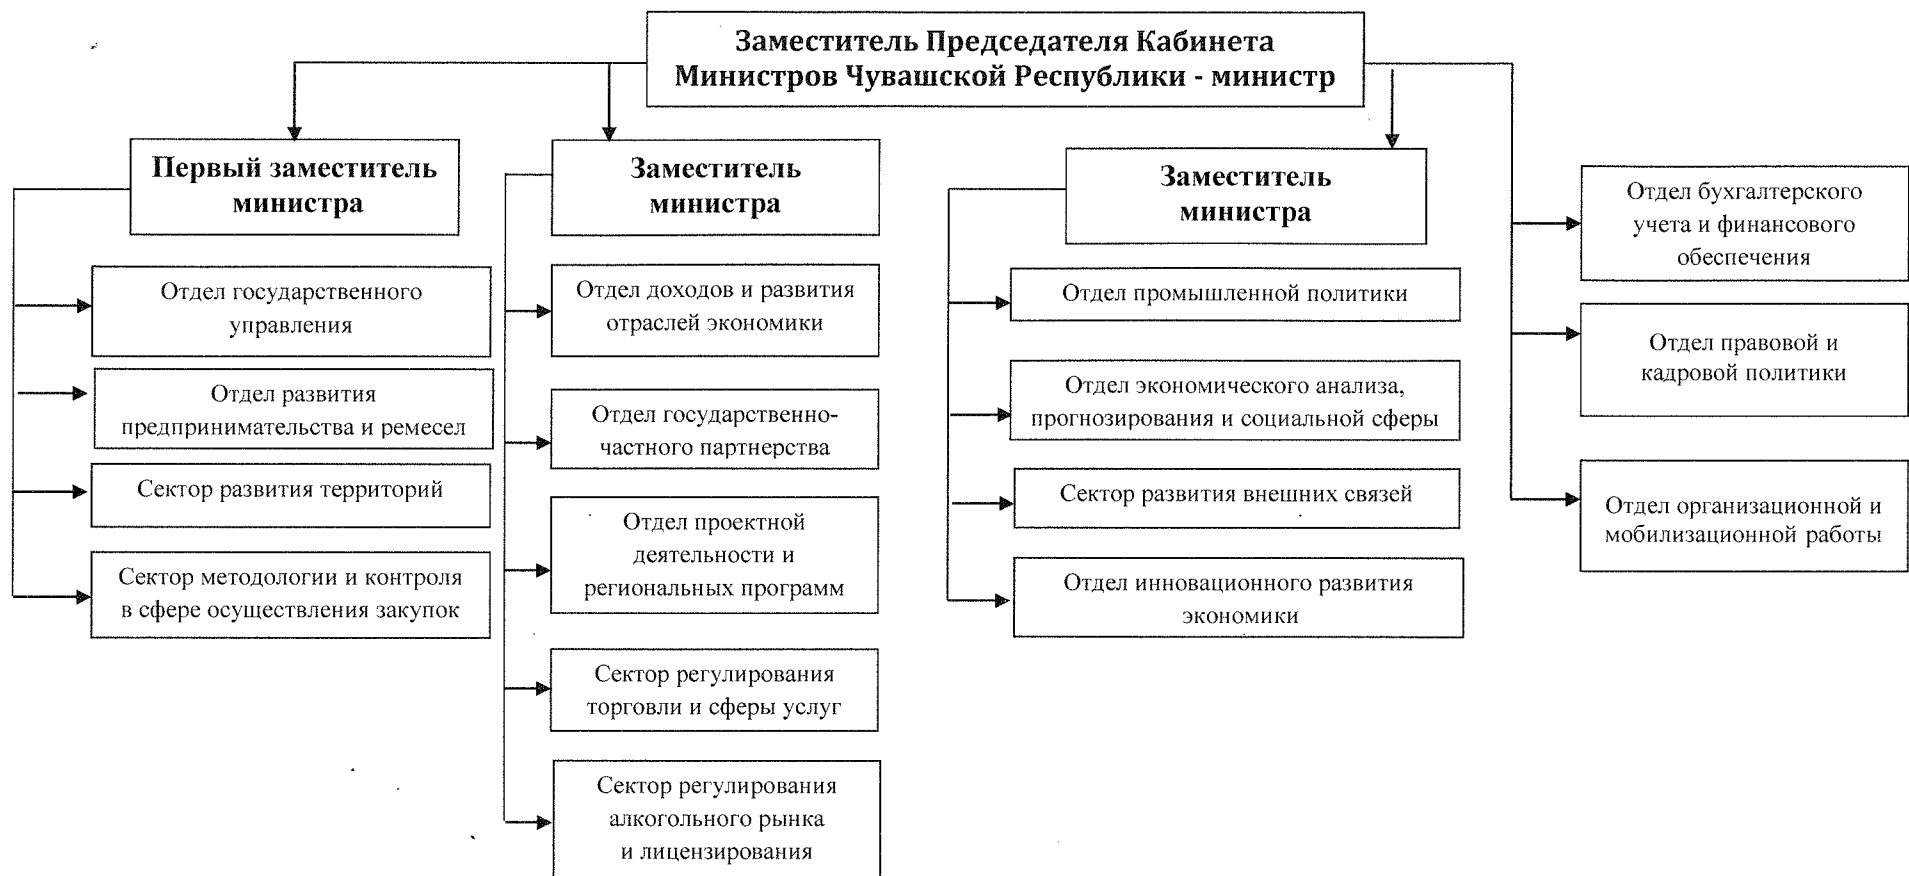 Заместитель Председателя Кабинета
Министров Чувашской Республики - министр
Первый заместитель
министра
Отдел государственного
управления
Отдел развития
предпринимательства и ремесел
Сектор развития территорий
Сектор методологии и контроля
в сфере осуществления закупок
Заместитель
министра
Отдел доходов и развития
отраслей экономики
Отдел государственно-
частного партнерства
Отдел проектной
деятельности и
региональных программ
Сектор регулирования
торговли и сферы услуг
Сектор регулирования
алкогольного рынка
и лицензирования
Заместитель
министра
Отдел промышленной политики
Отдел экономического анализа,
прогнозирования и социальной сферы
Сектор развития внешних связей
Отдел инновационного развития
экономики
Отдел бухгалтерского
учета и финансового
обеспечения
Отдел правовой и
кадровой политики
Отдел организационной и
мобилизационной работы